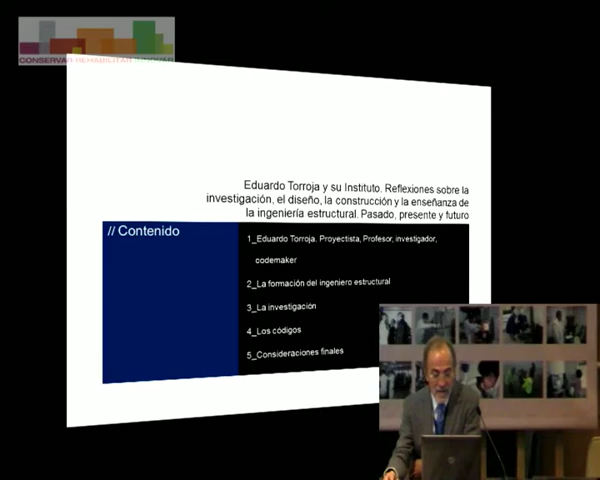 CONSERVAR REHABILITAR
Eduardo Torroja y su Instituto. Reflexiones sobre la
investigación, el diseño, la construcción y la enseñanza de
la ingeniería estructural. Pasado, presente y futuro
// Contenido
1_Eduardo Torroja. Proyectista, Profesor, investigador,
codemaker
2_La formación del ingeniero estructural
3_La investigación
4_Los códigos
5_Consideraciones finales